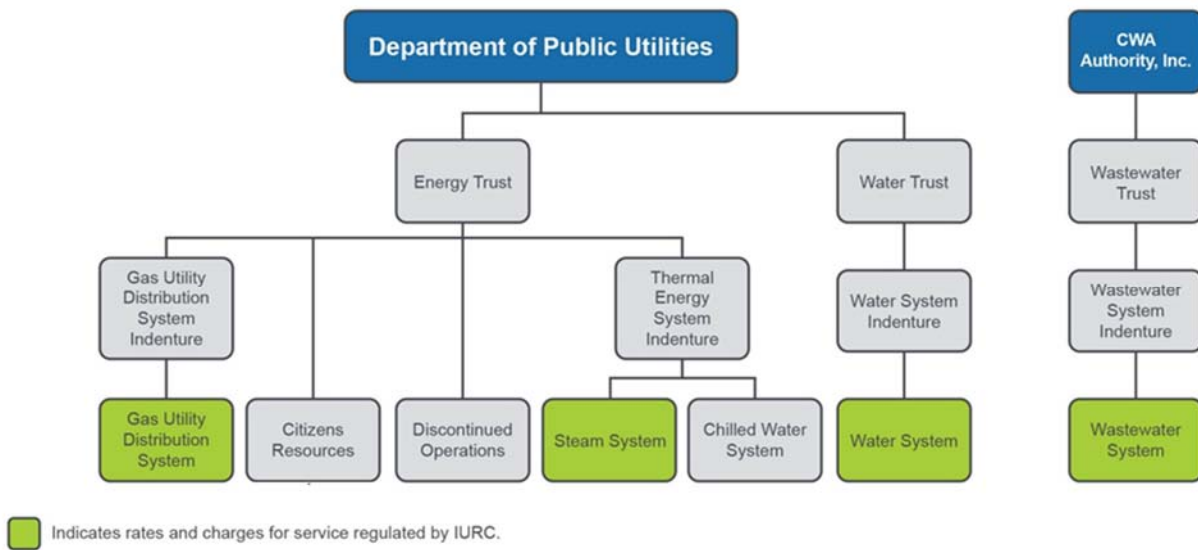 Department of Public Utilities
CWA
Authority, Inc.
Energy Trust
Water Trust
Wastewater
Trust
Gas Utility
Distribution
System
Indenture
Thermal
Energy
System
Indenture
Water System
Indenture
Wastewater
System
Indenture
Gas Utility
Distribution
System
Citizens
Resources
Discontinued
Operations
Steam System
Chilled Water
System
Water System
Wastewater
System
Indicates rates and charges for service regulated by IURC.